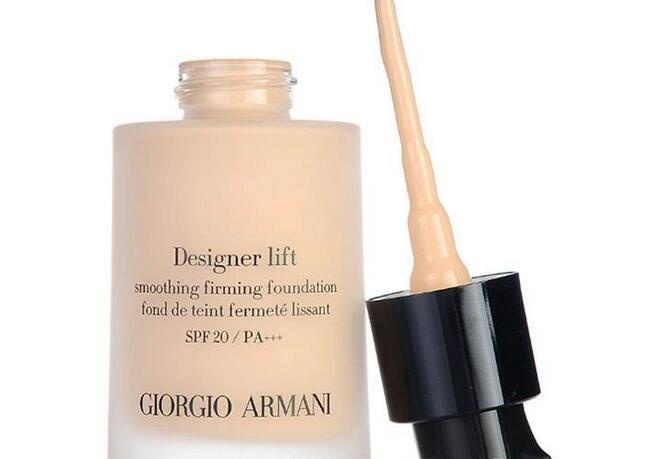 Designer lift
smoothing firming foundation
fond de teint fermeté lissant
SPF 20 / PA+++
GIORGIO ARMANI